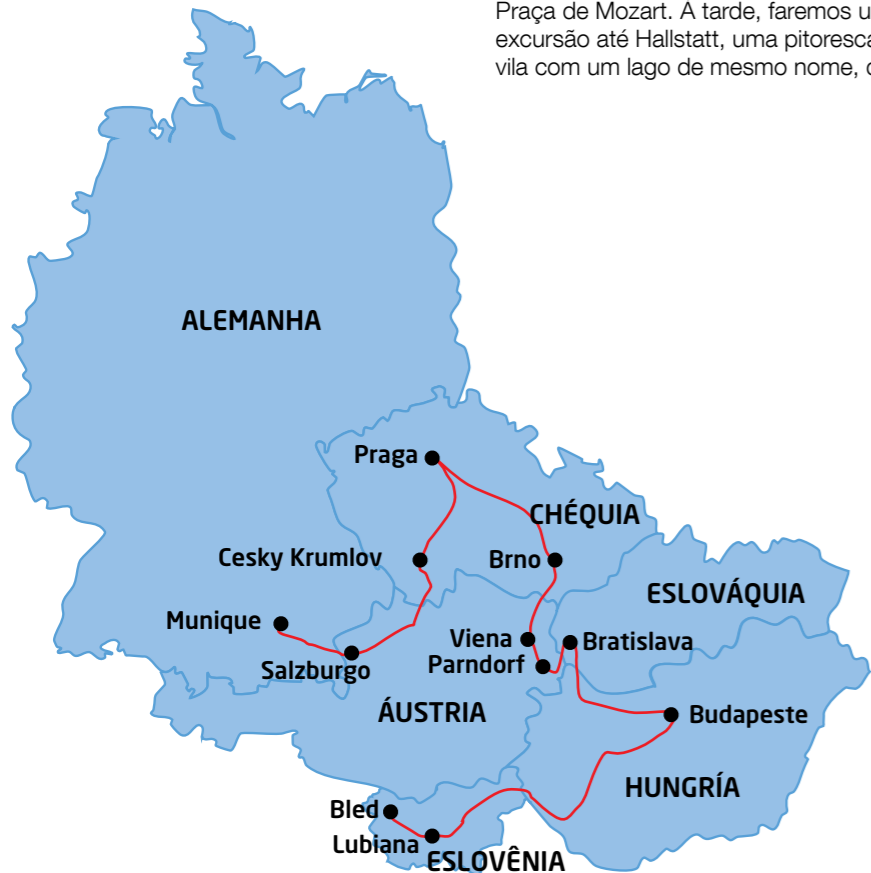 Praça de Mozart. A tarde, faremos u
excursão até Hallstatt, uma pitoresca
vila com um lago de mesmo nome, c
ALEMANHA
Praga
CHÉQUIA
Cesky Krumlov
Brno
ESLOVÁQUIA
Munique
Viena
Bratislava
Salzburgo
Parndorf
ÁUSTRIA
Budapeste
HUNGRÍA
Bled
Lubiana
ESLOVÊNIA